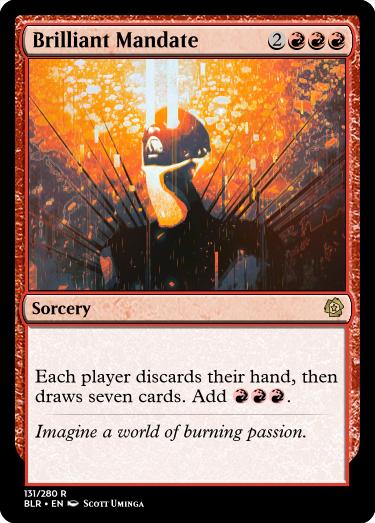 Brilliant Mandate 2
Sorcery
Each player discards their hand, then
draws seven cards. Add .
Imagine a world of burning passion.
131/280 R
BLR • EN Scott Uminga